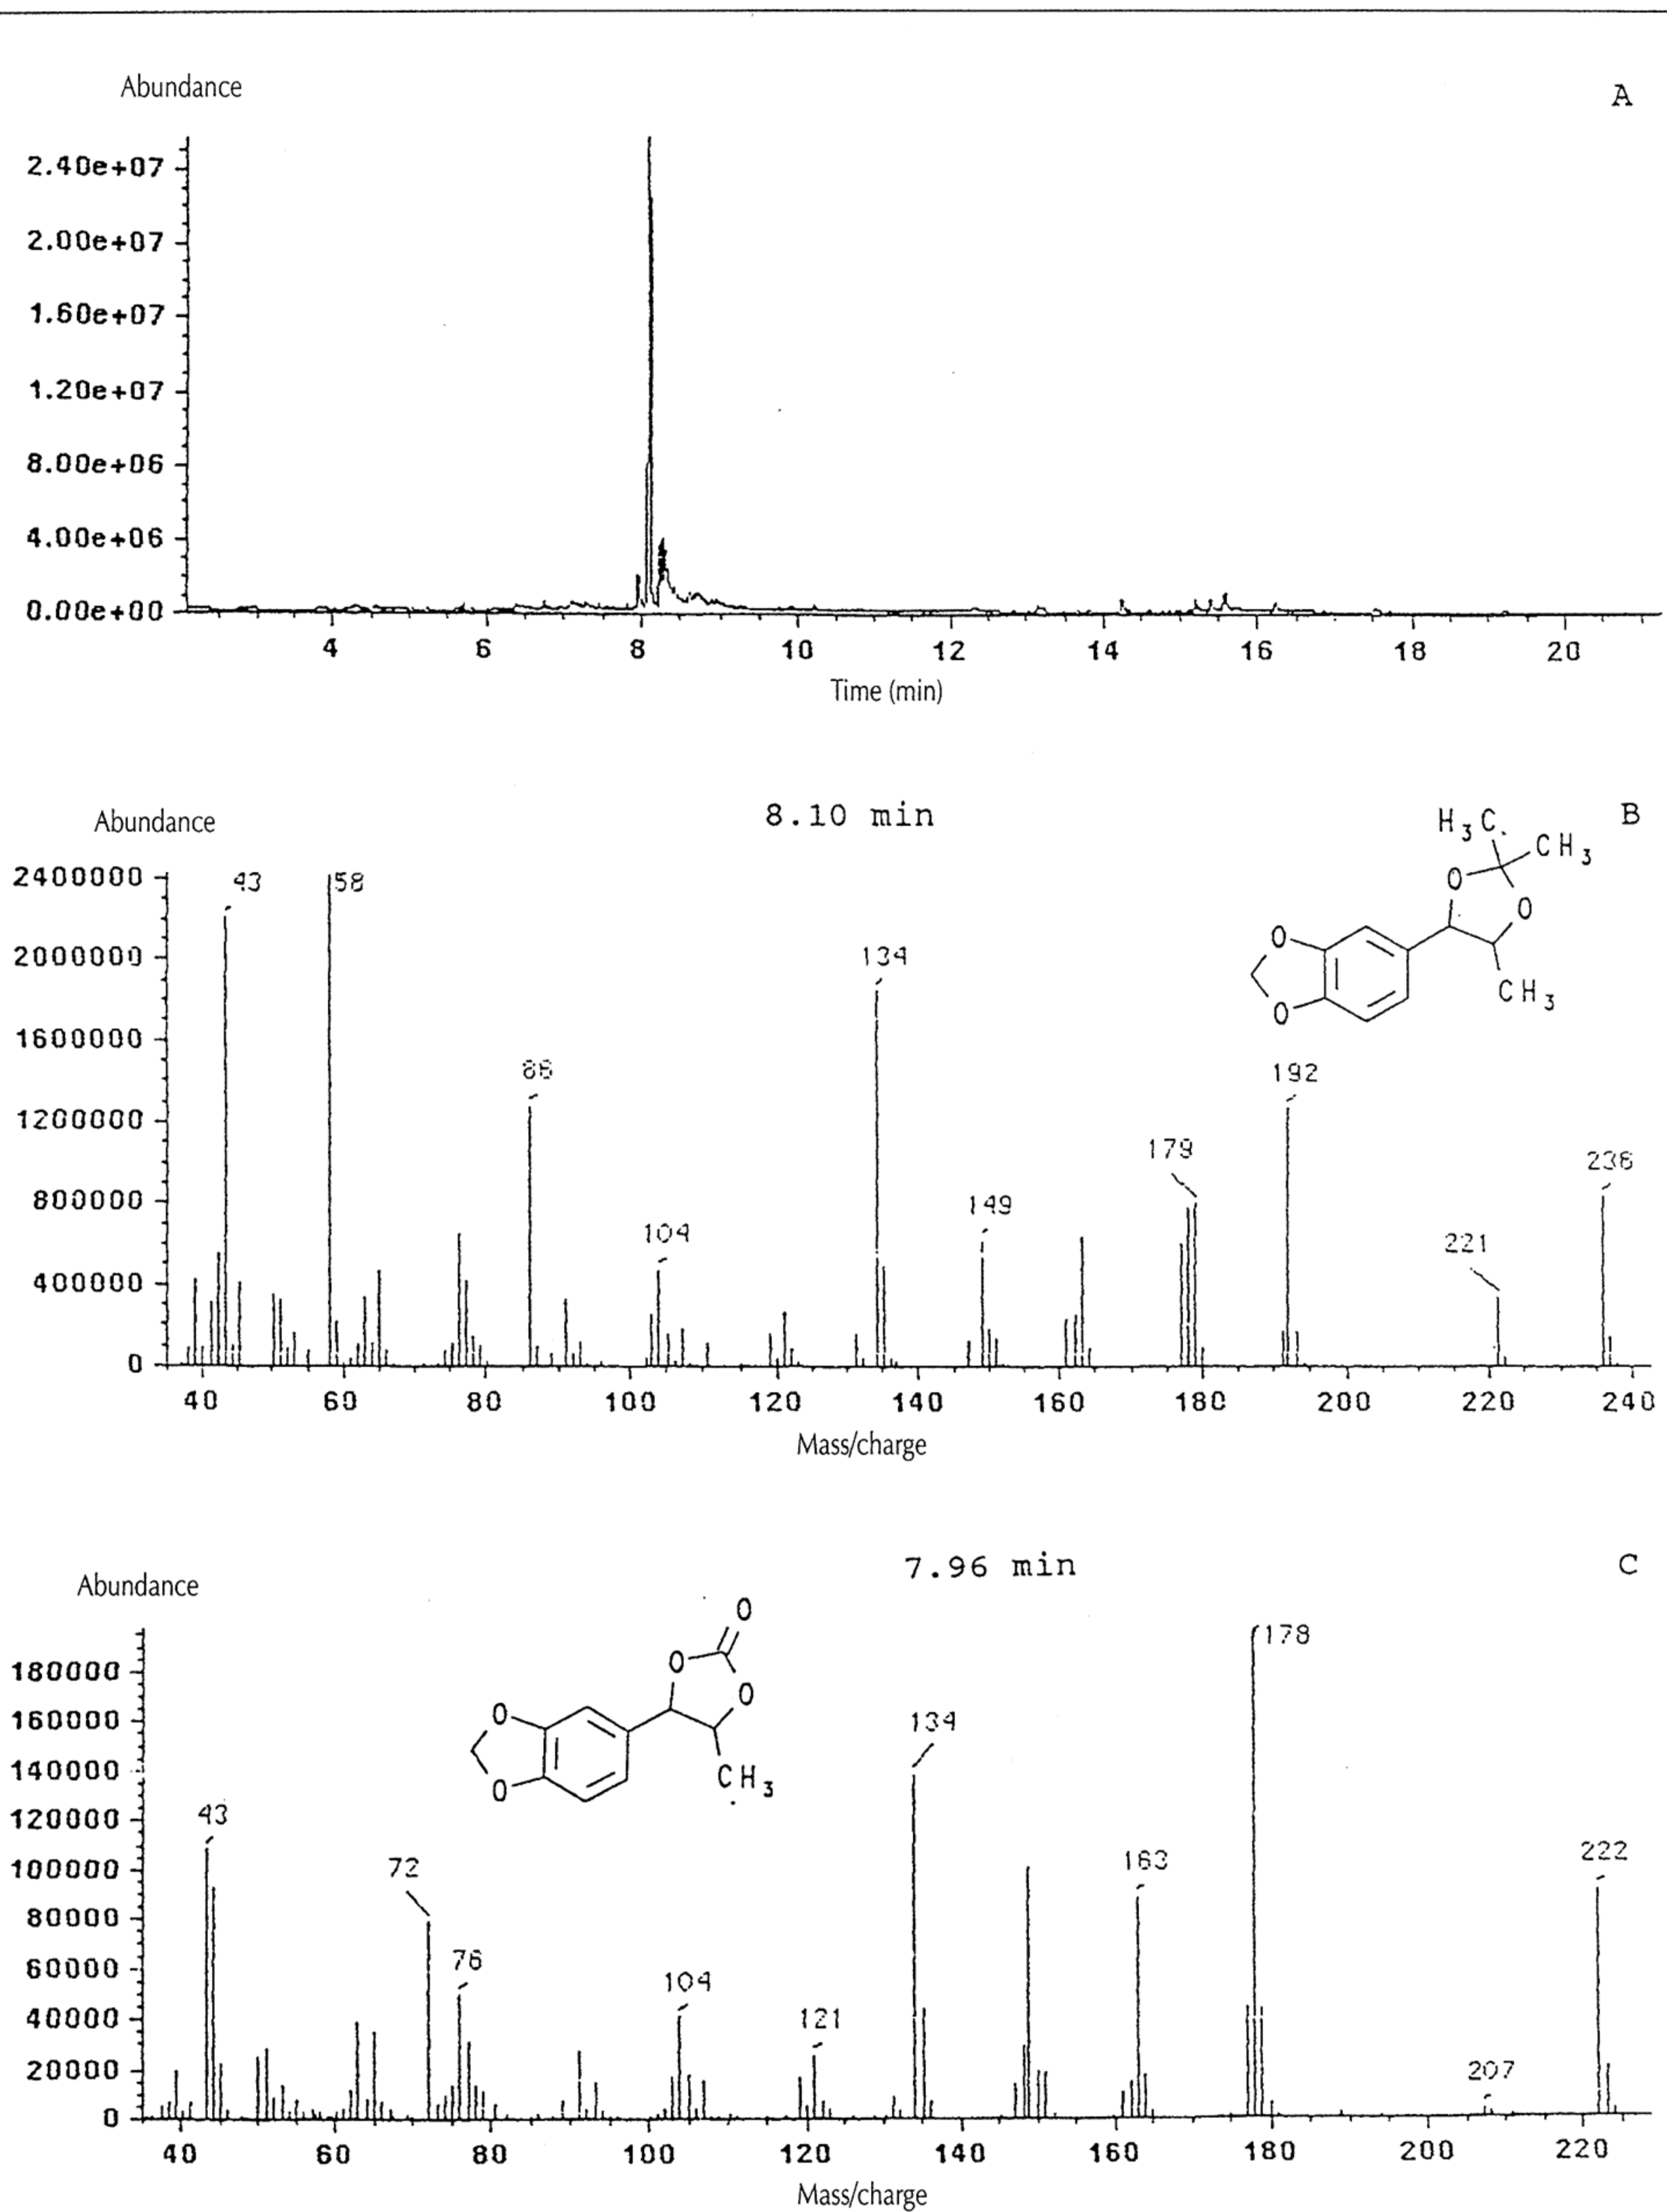 Abundance
A
2.40e+07
2.00e+07
1.60e+07
1.20e+07
8.00e+06
4.00e+06
0.00e+00
4 6 8 10 12 14 16 18 20
Time (min)
Abundance
8.10 min
B
H3C
CH3
O
O
O
O
CH3
2400000
2000000
1600000
1200000
800000
400000
0
43
58
86
104
134
149
179
192
221
236
40 60 80 100 120 140 160 180 200 220 240
Mass/charge
Abundance
7.96 min
C
O
O
O
O
O
CH3
180000
160000
140000
120000
100000
80000
60000
40000
20000
0
43
72
76
104
121
134
163
178
207
222
40 60 80 100 120 140 160 180 200 220
Mass/charge